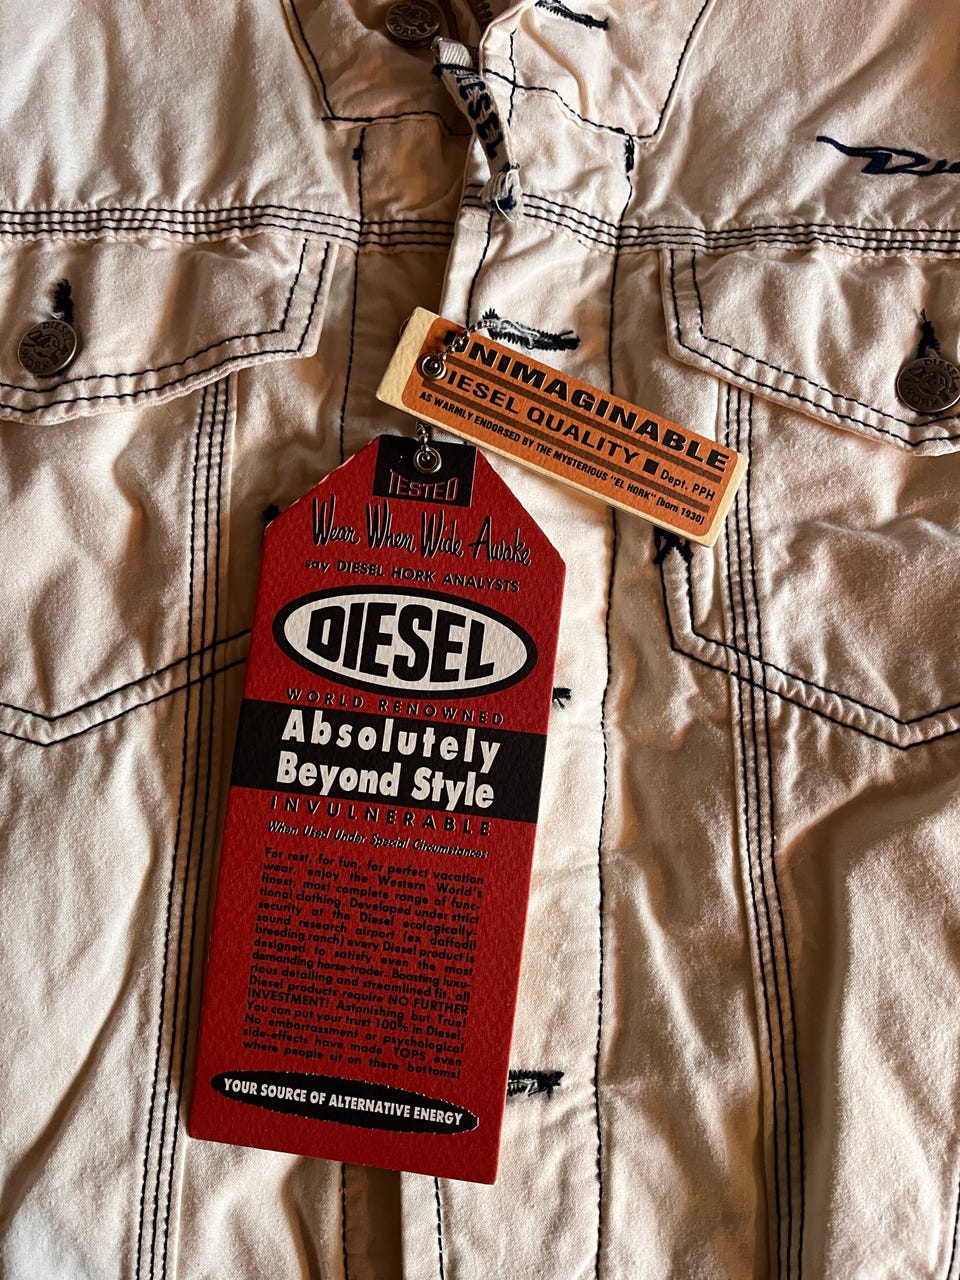 DIESEL
UNIMAGINABLE
DIESEL QUALITY ■ Dept. PPH
AS WARMLY ENDORSED BY THE MYSTERIOUS "EL HORK" [born 1930]
TESTED
Wear When Wide Awake
say DIESEL HORK ANALYSTS
DIESEL
WORLD RENOWNED
Absolutely
Beyond Style
INVULNERABLE
When Used Under Special Circumstances
For rest, for fun, for perfect vacation
wear, enjoy the Western World's
finest, most complete range of func-
tional clothing. Developed under strict
security at the Diesel ecologically-
sound research airport (ex daffodil
breeding ranch) every Diesel product is
designed to satisfy even the most
demanding horse-trader. Boasting luxu-
rious detailing and streamlined fit, all
Diesel products require NO FURTHER
INVESTMENT! Astonishing but True!
You can put your trust 100% in Diesel.
No embarrassment or psychological
side-effects have made TOPS even
where people sit on there bottoms!
YOUR SOURCE OF ALTERNATIVE ENERGY
DIESEL
HORK
DIESEL